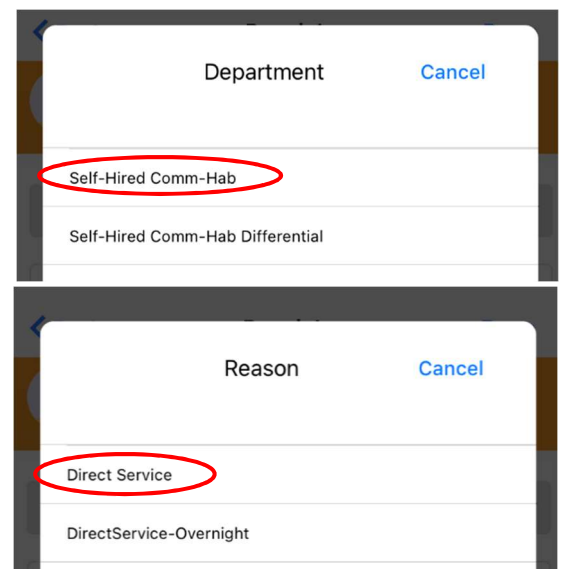 Department Cancel
Self-Hired Comm-Hab
Self-Hired Comm-Hab Differential
Reason Cancel
Direct Service
DirectService-Overnight